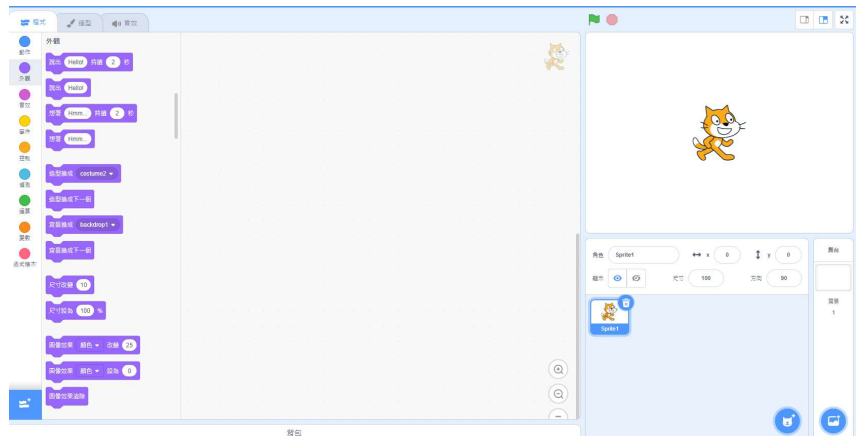 程式 造型 音效
動作
外觀
音效
事件
控制
偵測
運算
變數
函式積木
外觀
說出 Hello! 持續 2 秒
說出 Hello!
想著 Hmm... 持續 2 秒
想著 Hmm...
造型換成 costume2
造型換成下一個
背景換成 backdrop1
背景換成下一個
尺寸改變 10
尺寸設為 100 %
圖像效果 顏色 改變 25
圖像效果 顏色 設為 0
圖像效果清除
背包
角色 Sprite1 x 0 y 0
顯示 尺寸 100 方向 90
Sprite1
舞台
背景
1